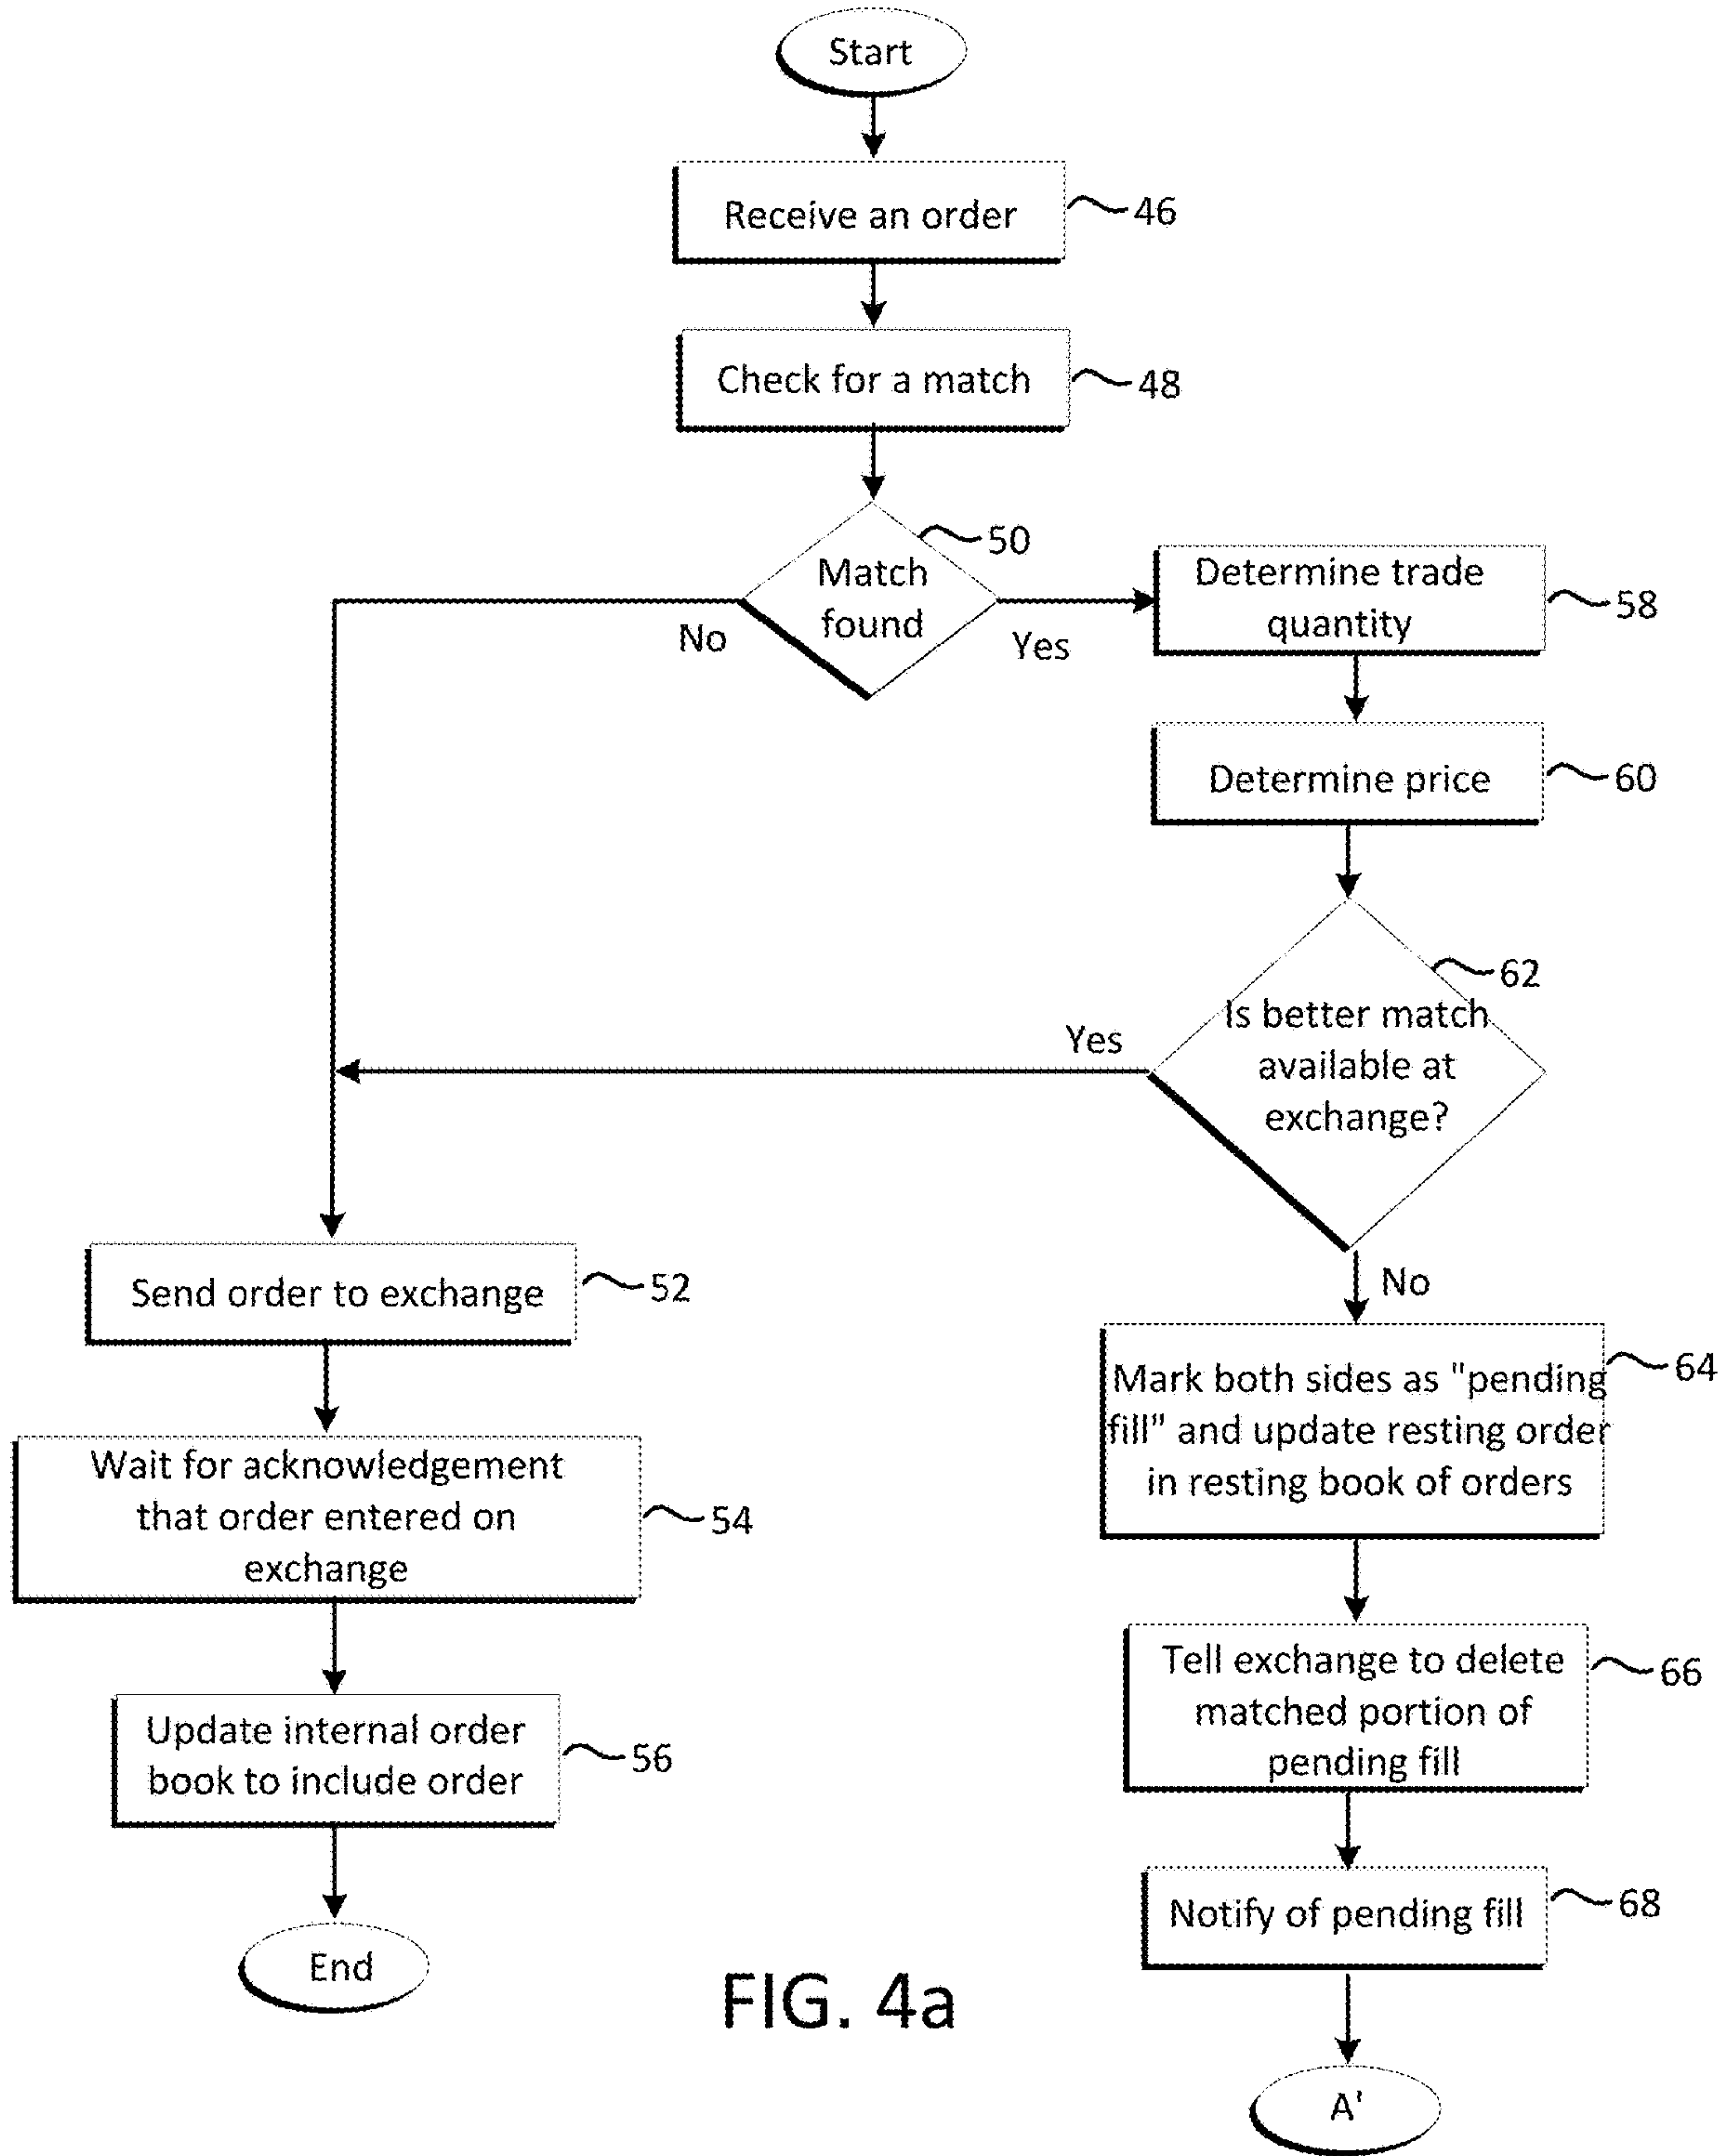 Start
Receive an order
46
Check for a match
48
50
Match
found
No
Yes
Determine trade
quantity
58
Determine price
60
62
Is better match
available at
exchange?
Yes
No
Send order to exchange
52
Wait for acknowledgement
that order entered on
exchange
54
Update internal order
book to include order
56
End
Mark both sides as "pending
fill" and update resting order
in resting book of orders
64
Tell exchange to delete
matched portion of
pending fill
66
Notify of pending fill
68
A'
FIG. 4a